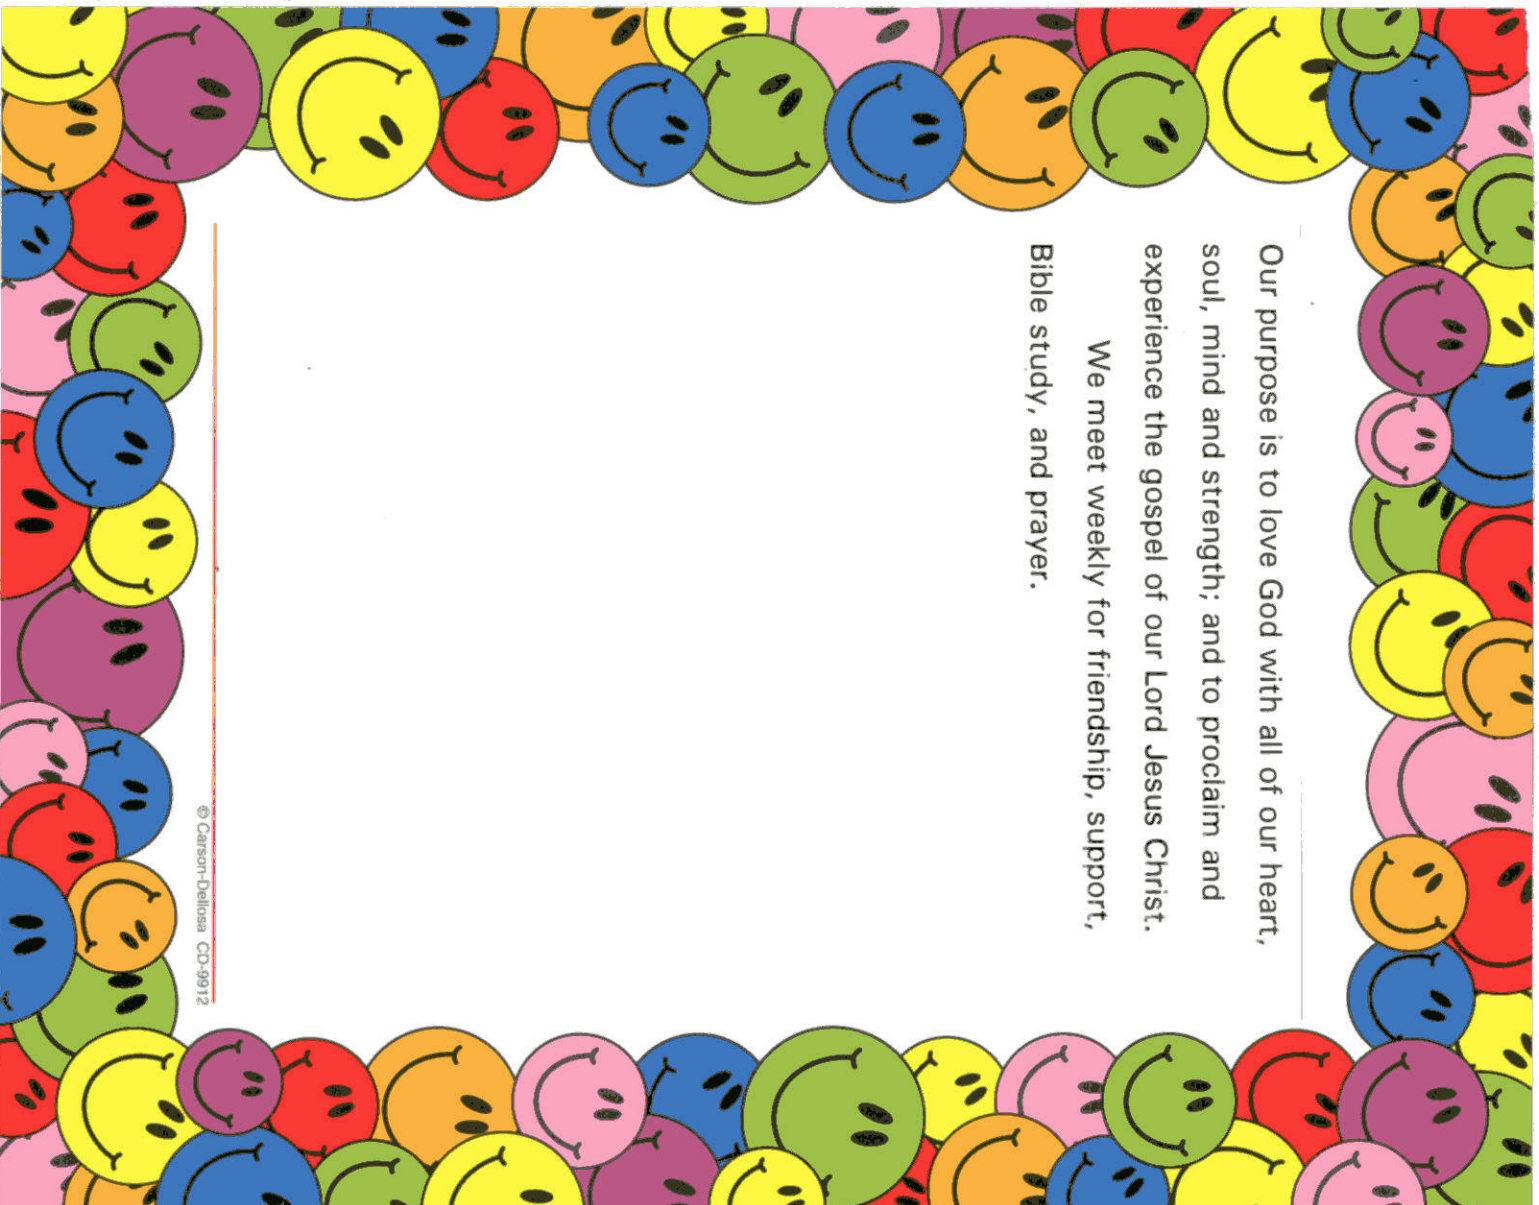 Our purpose is to love God with all of our heart,
soul, mind and strength; and to proclaim and
experience the gospel of our Lord Jesus Christ.
We meet weekly for friendship, support,
Bible study, and prayer.
© Carson-Dellosa CD-9912